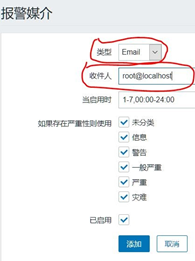 报警媒介
类型 Email
收件人 root@localhost
当启用时 1-7,00:00-24:00
如果存在严重性则使用 未分类
信息
警告
一般严重
严重
灾难
已启用
添加 取消